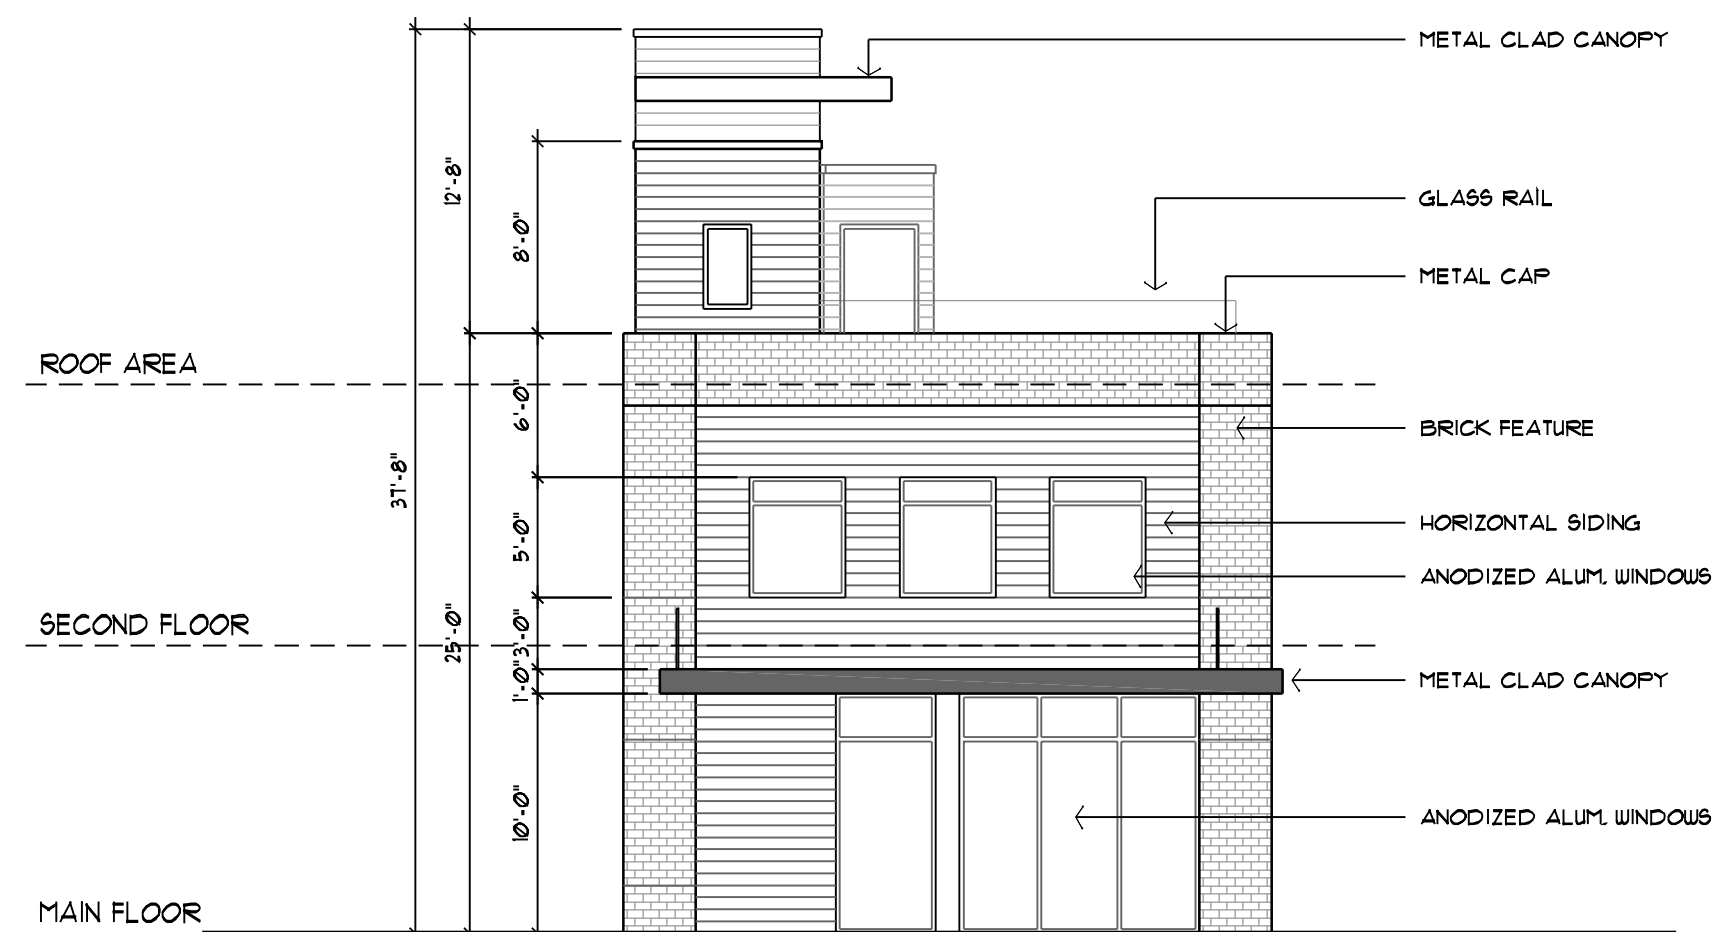 METAL CLAD CANOPY
12'-8"
GLASS RAIL
8'-0"
METAL CAP
ROOF AREA
6'-0"
BRICK FEATURE
37'-8"
HORIZONTAL SIDING
5'-0"
ANODIZED ALUM. WINDOWS
SECOND FLOOR
25'-0"
3'-0"
1'-0"
METAL CLAD CANOPY
10'-0"
ANODIZED ALUM. WINDOWS
MAIN FLOOR